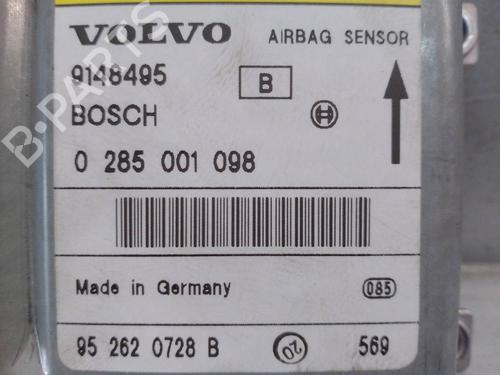 VOLVO AIRBAG SENSOR
9148495 B
BOSCH
0 285 001 098
Made in Germany 085
95 262 0728 B 20 569
B-PARTS